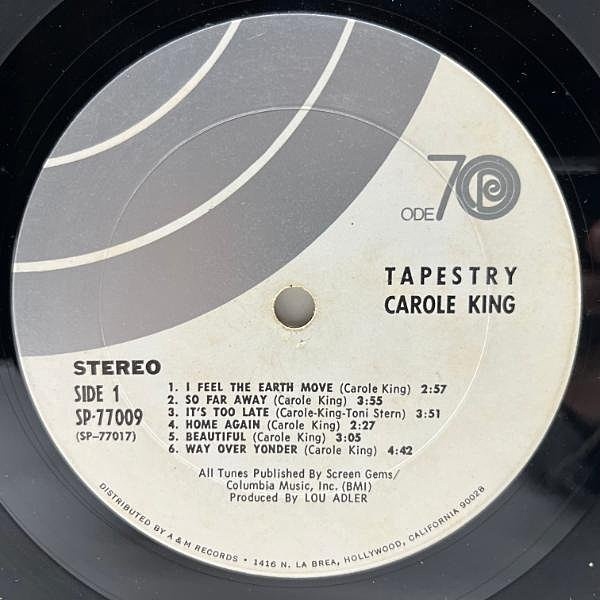 ODE 70
TAPESTRY
CAROLE KING
STEREO
SIDE 1
SP-77009
(SP-77017)
1. I FEEL THE EARTH MOVE (Carole King) 2:57
2. SO FAR AWAY (Carole King) 3:55
3. IT'S TOO LATE (Carole-King-Toni Stern) 3:51
4. HOME AGAIN (Carole King) 2:27
5. BEAUTIFUL (Carole King) 3:05
6. WAY OVER YONDER (Carole King) 4:42
All Tunes Published By Screen Gems/
Columbia Music, Inc. (BMI)
Produced By LOU ADLER
DISTRIBUTED BY A & M RECORDS • 1416 N. LA BREA, HOLLYWOOD, CALIFORNIA 90028